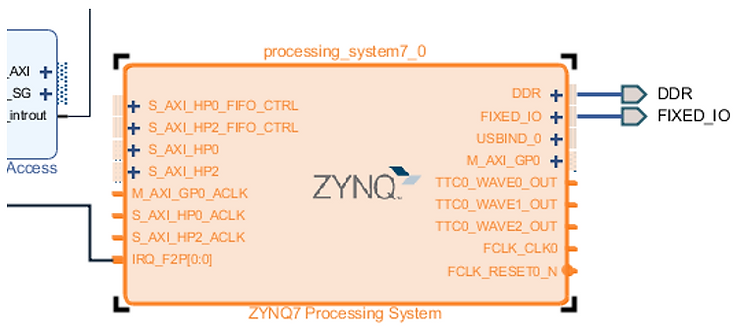 processing_system7_0
_AXI
_SG
_introut
Access
S_AXI_HP0_FIFO_CTRL
S_AXI_HP2_FIFO_CTRL
S_AXI_HP0
S_AXI_HP2
M_AXI_GP0_ACLK
S_AXI_HP0_ACLK
S_AXI_HP2_ACLK
IRQ_F2P[0:0]
ZYNQ
DDR
FIXED_IO
USBIND_0
M_AXI_GP0
TTC0_WAVE0_OUT
TTC0_WAVE1_OUT
TTC0_WAVE2_OUT
FCLK_CLK0
FCLK_RESET0_N
DDR
FIXED_IO
ZYNQ7 Processing System